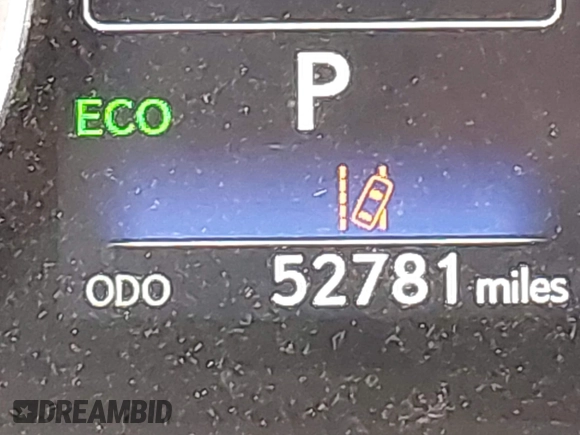 P
ECO
ODO 52781 miles
DREAMBID